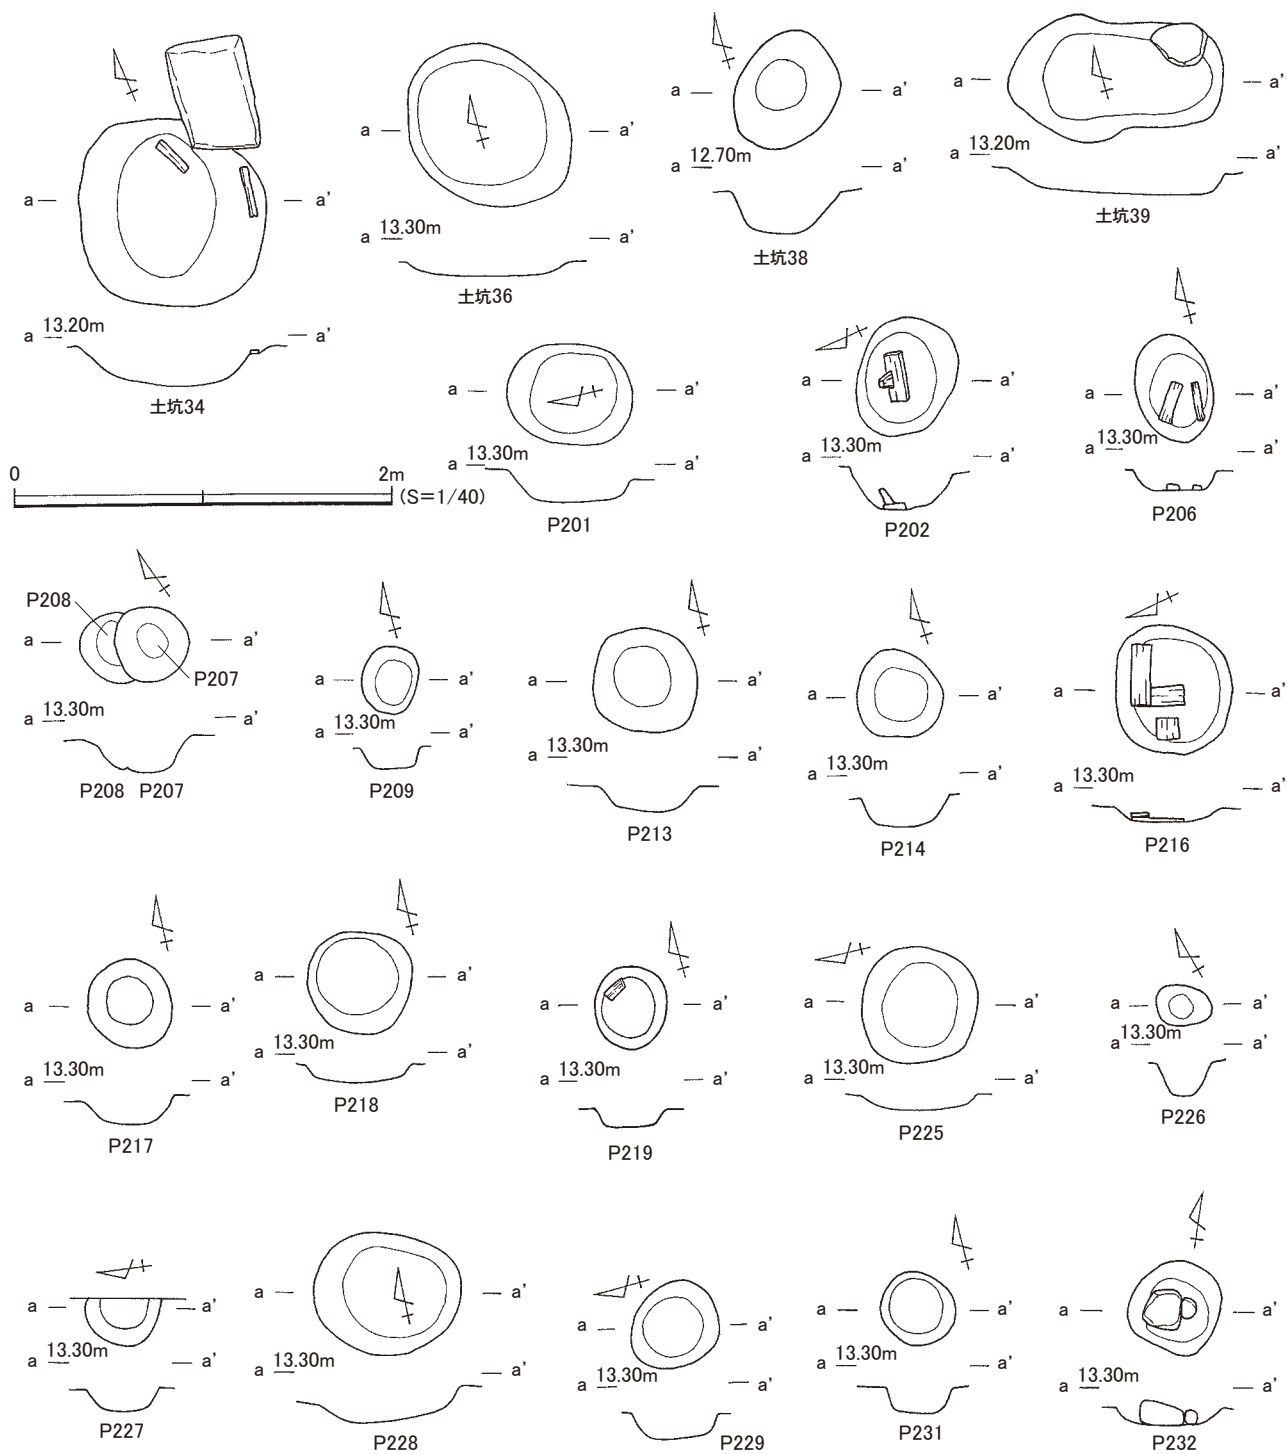 a a'
a 13.20m a'
土坑34
a a'
a 13.30m a'
土坑36
a a'
a 12.70m a'
土坑38
a a'
a 13.20m a'
土坑39
0 2m
(S=1/40)
a a'
a 13.30m a'
P201
a a'
a 13.30m a'
P202
a a'
a 13.30m a'
P206
P208
a a'
P207
a 13.30m a'
P208 P207
a a'
a 13.30m a'
P209
a a'
a 13.30m a'
P213
a a'
a 13.30m a'
P214
a a'
a 13.30m a'
P216
a a'
a 13.30m a'
P217
a a'
a 13.30m a'
P218
a a'
a 13.30m a'
P219
a a'
a 13.30m a'
P225
a a'
a 13.30m a'
P226
a a'
a 13.30m a'
P227
a a'
a 13.30m a'
P228
a a'
a 13.30m a'
P229
a a'
a 13.30m a'
P231
a a'
a 13.30m a'
P232